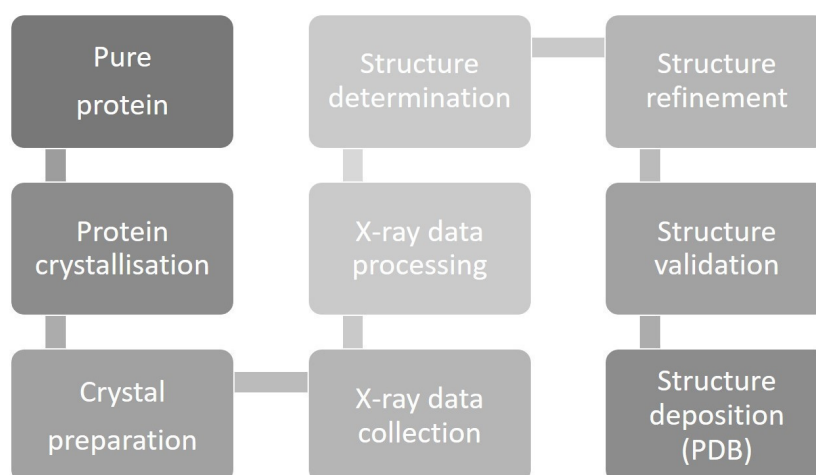 Pure
protein
Protein
crystallisation
Crystal
preparation
X-ray data
collection
X-ray data
processing
Structure
determination
Structure
refinement
Structure
validation
Structure
deposition
(PDB)